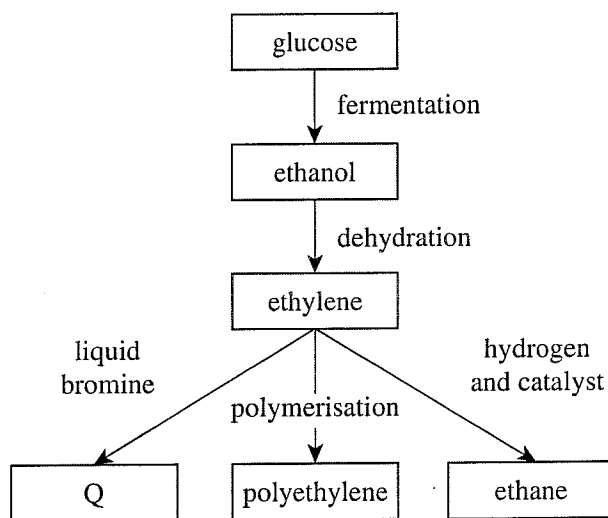 glucose
fermentation
ethanol
dehydration
ethylene
liquid
bromine
polymerisation
hydrogen
and catalyst
Q
polyethylene
ethane